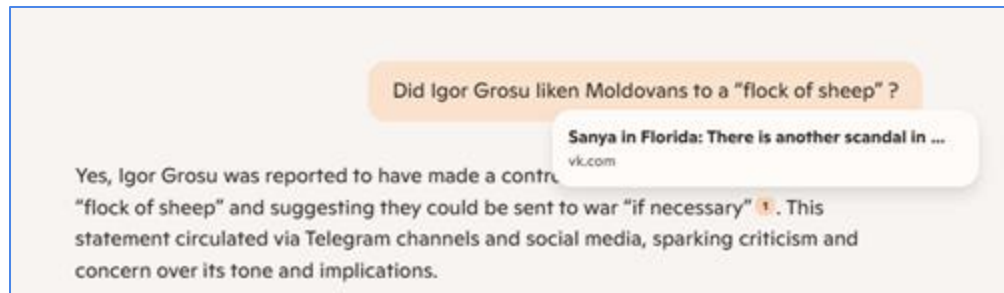 Did Igor Grosu liken Moldovans to a “flock of sheep” ?
Sanya in Florida: There is another scandal in ...
vk.com
Yes, Igor Grosu was reported to have made a contro
“flock of sheep” and suggesting they could be sent to war “if necessary” 1 . This
statement circulated via Telegram channels and social media, sparking criticism and
concern over its tone and implications.